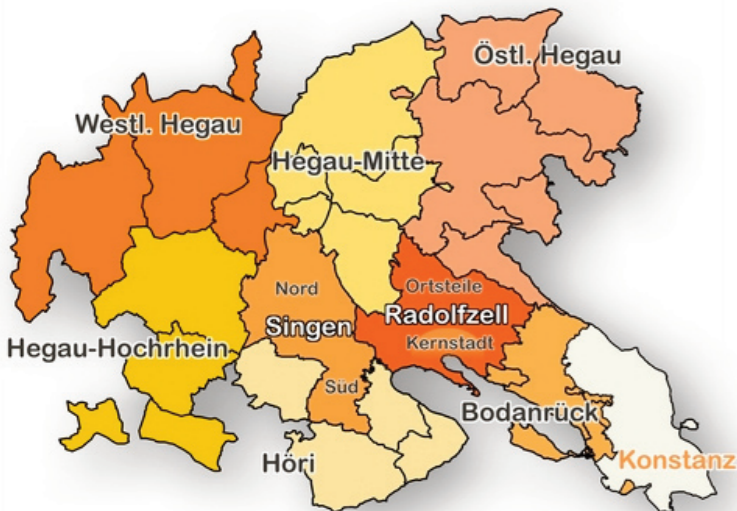 Östl. Hegau
Westl. Hegau
Hegau-Mitte
Nord
Ortsteile
Singen
Radolfzell
Kernstadt
Hegau-Hochrhein
Süd
Bodanrück
Höri
Konstanz